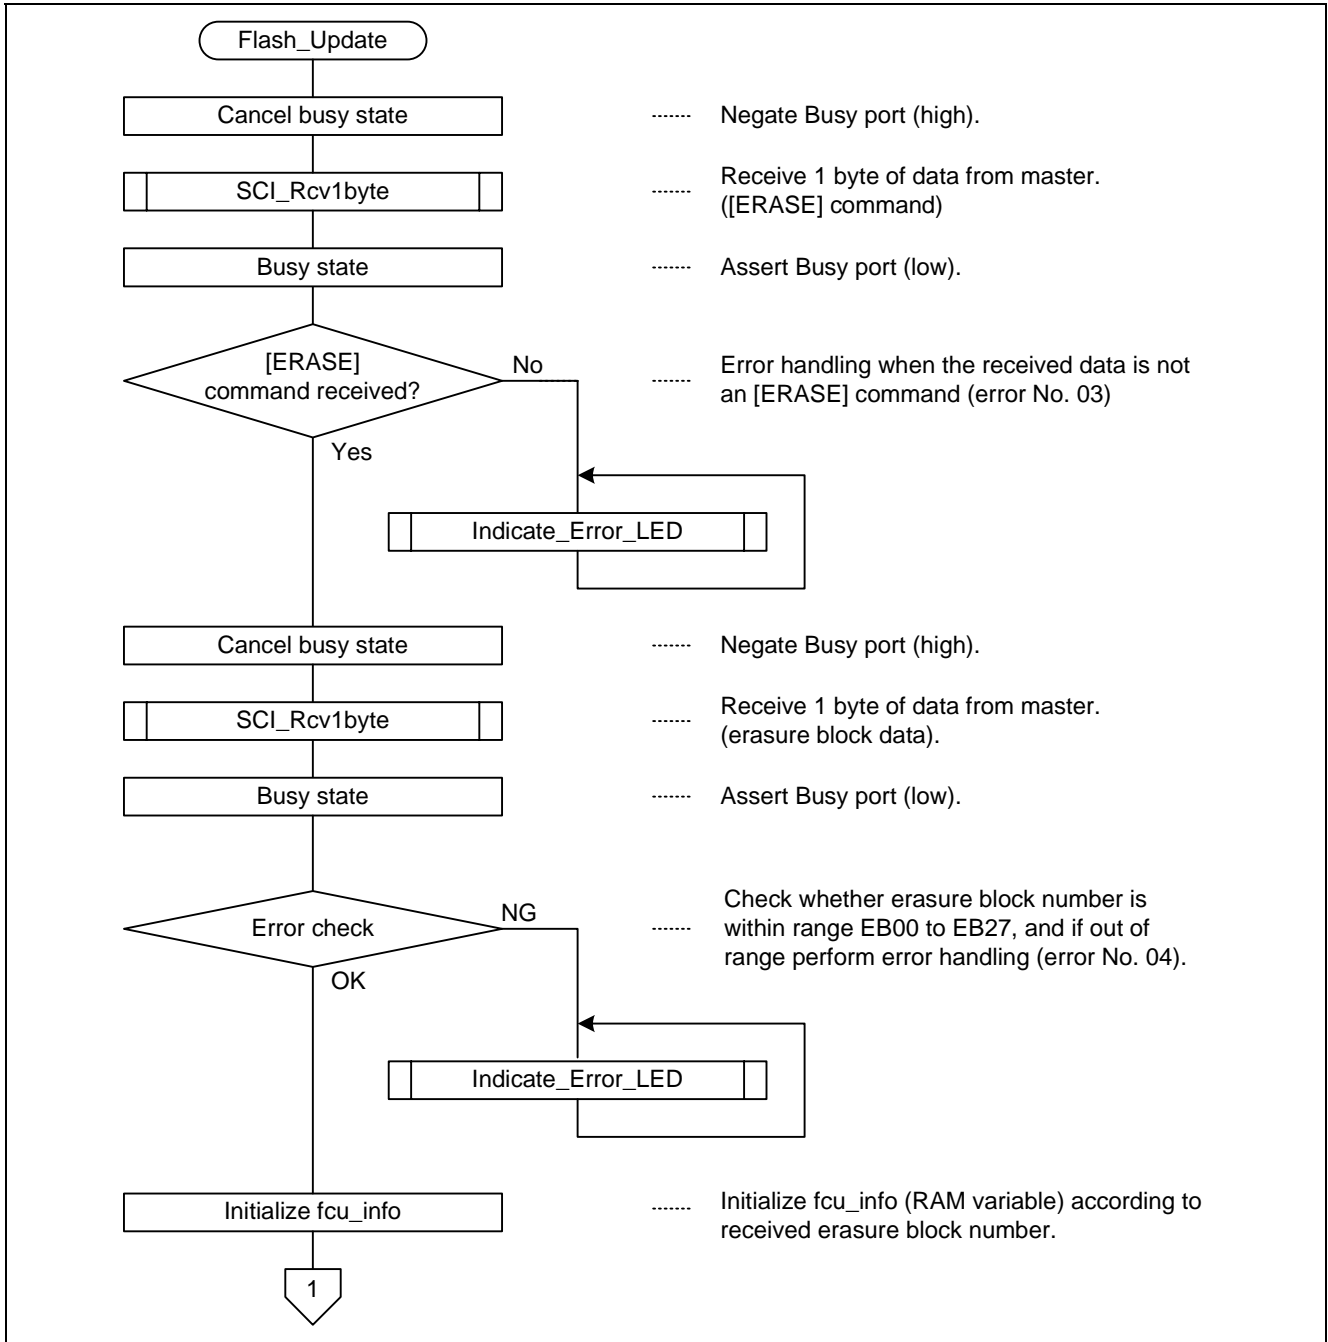 Flash_Update
Cancel busy state
Negate Busy port (high).
SCI_Rcv1byte
Receive 1 byte of data from master.
([ERASE] command)
Busy state
Assert Busy port (low).
[ERASE]
command received?
No
Error handling when the received data is not
an [ERASE] command (error No. 03)
Yes
Indicate_Error_LED
Cancel busy state
Negate Busy port (high).
SCI_Rcv1byte
Receive 1 byte of data from master.
(erasure block data).
Busy state
Assert Busy port (low).
Error check
NG
Check whether erasure block number is
within range EB00 to EB27, and if out of
range perform error handling (error No. 04).
OK
Indicate_Error_LED
Initialize fcu_info
Initialize fcu_info (RAM variable) according to
received erasure block number.
1